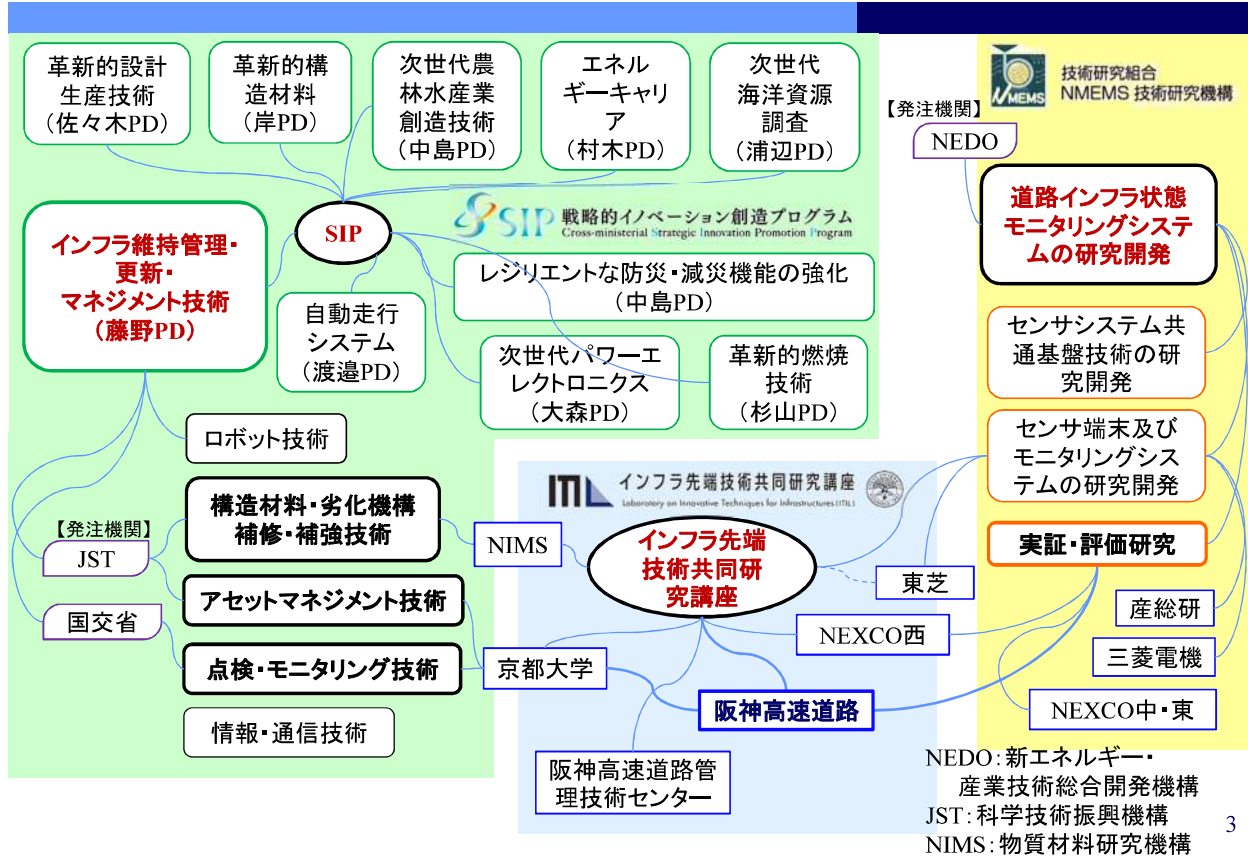 革新的設計
生産技術
(佐々木PD)
革新的構
造材料
(岸PD)
次世代農
林水産業
創造技術
(中島PD)
エネル
ギーキャリ
ア
(村木PD)
次世代
海洋資源
調査
(浦辺PD)
NMEMS
技術研究組合
NMEMS 技術研究機構
【発注機関】
NEDO
道路インフラ状態
モニタリングシステ
ムの研究開発
インフラ維持管理・
更新・
マネジメント技術
(藤野PD)
SIP
SIP 戦略的イノベーション創造プログラム
Cross-ministerial Strategic Innovation Promotion Program
レジリエントな防災・減災機能の強化
(中島PD)
自動走行
システム
(渡邉PD)
次世代パワーエ
レクトロニクス
(大森PD)
革新的燃焼
技術
(杉山PD)
センサシステム共
通基盤技術の研
究開発
センサ端末及び
モニタリングシス
テムの研究開発
ロボット技術
構造材料・劣化機構
補修・補強技術
【発注機関】
JST
アセットマネジメント技術
国交省
点検・モニタリング技術
情報・通信技術
NIMS
ITIL インフラ先端技術共同研究講座
Laboratory on Innovative Techniques for Infrastructures (ITIL)
インフラ先端
技術共同研
究講座
東芝
実証・評価研究
産総研
NEXCO西
三菱電機
京都大学
阪神高速道路
NEXCO中・東
阪神高速道路管
理技術センター
NEDO:新エネルギー・
産業技術総合開発機構
JST:科学技術振興機構
NIMS:物質材料研究機構
3